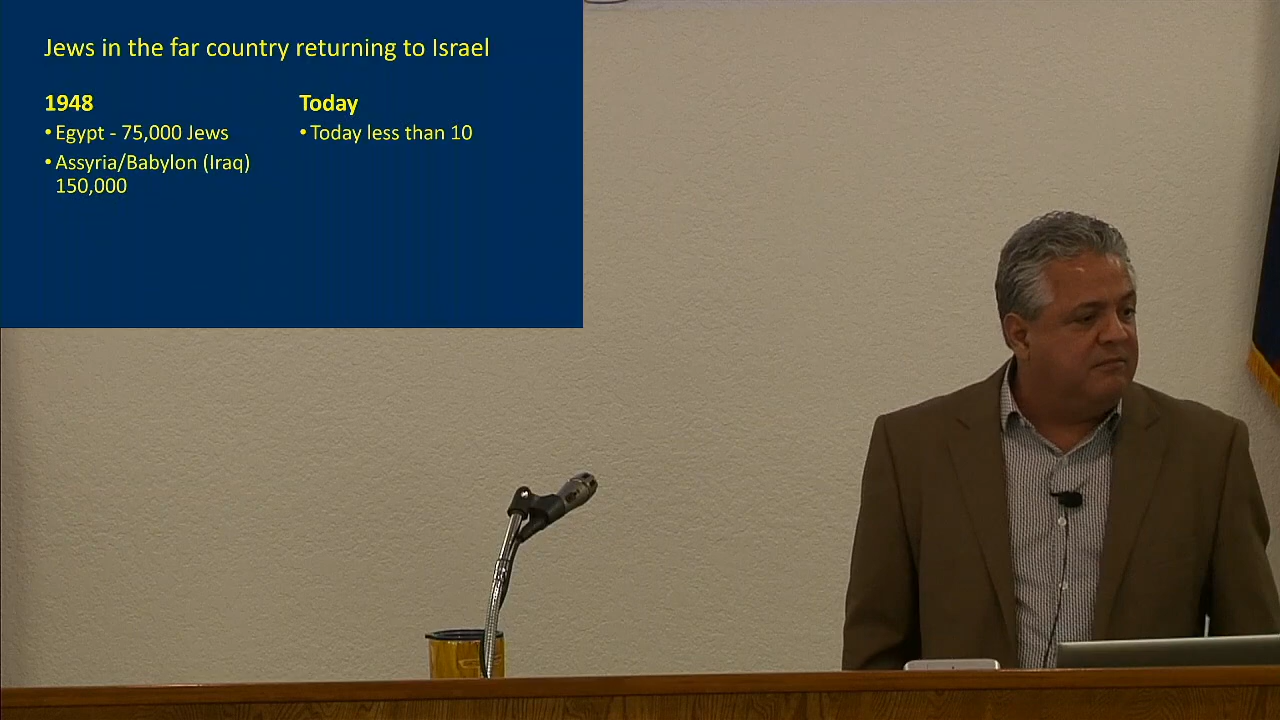 Jews in the far country returning to Israel
1948
• Egypt - 75,000 Jews
• Assyria/Babylon (Iraq)
150,000
Today
• Today less than 10